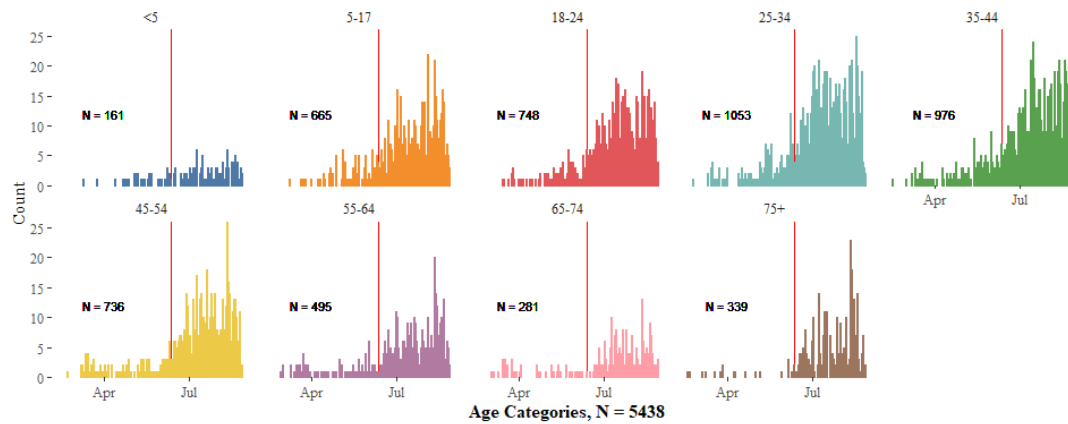 <5 5-17 18-24 25-34 35-44
25
20
15
10
5
0
N = 161 N = 665 N = 748 N = 1053 N = 976
Apr Jul
Count
45-54 55-64 65-74 75+
25
20
15
10
5
0
N = 736 N = 495 N = 281 N = 339
Apr Jul Apr Jul Apr Jul Apr Jul
Age Categories, N = 5438